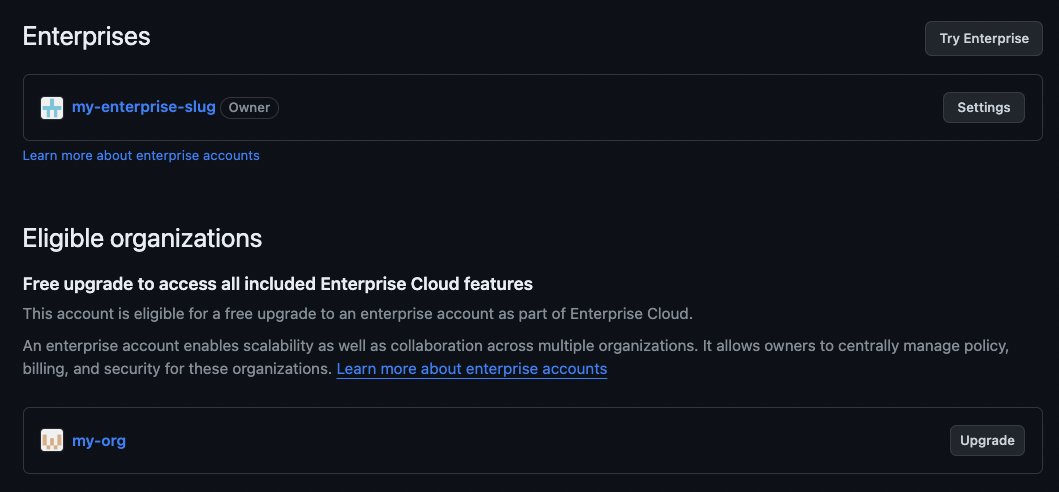 Enterprises
Try Enterprise
my-enterprise-slug Owner
Settings
Learn more about enterprise accounts
Eligible organizations
Free upgrade to access all included Enterprise Cloud features
This account is eligible for a free upgrade to an enterprise account as part of Enterprise Cloud.
An enterprise account enables scalability as well as collaboration across multiple organizations. It allows owners to centrally manage policy,
billing, and security for these organizations. Learn more about enterprise accounts
my-org
Upgrade